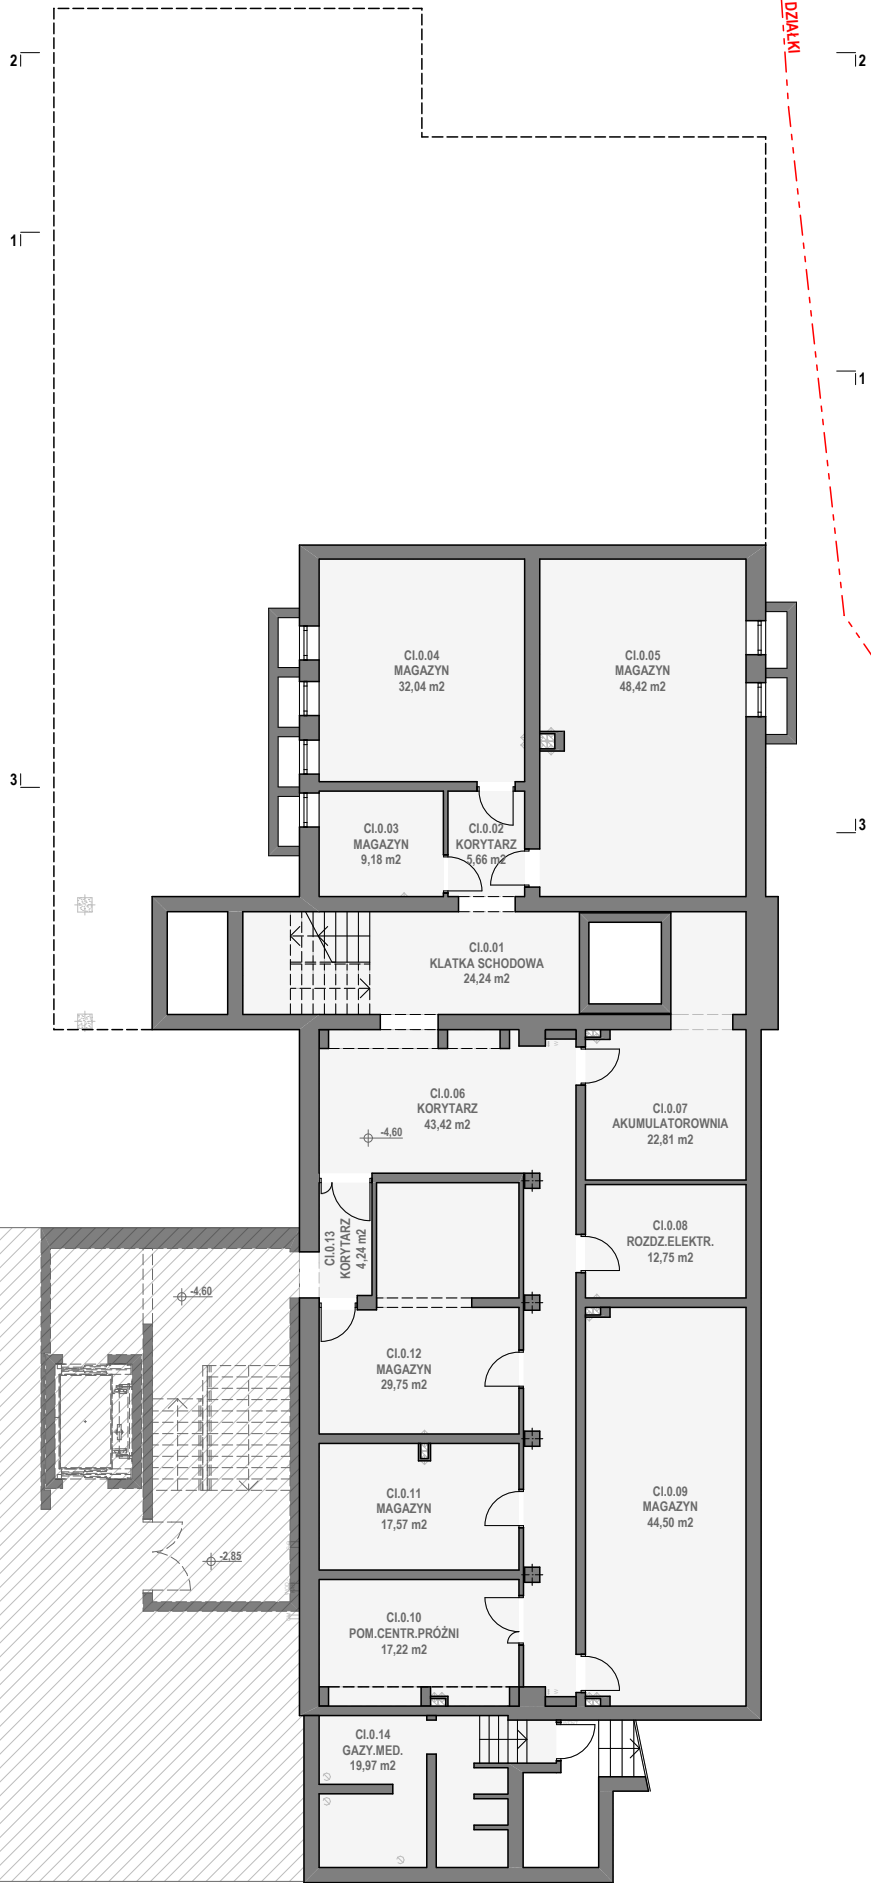 DZIAŁKI
2
2
1
1
CI.0.04
MAGAZYN
32,04 m2
CI.0.05
MAGAZYN
48,42 m2
3
3
CI.0.03
MAGAZYN
9,18 m2
CI.0.02
KORYTARZ
5,66 m2
CI.0.01
KLATKA SCHODOWA
24,24 m2
CI.0.06
KORYTARZ
43,42 m2
-4,60
CI.0.07
AKUMULATOROWNIA
22,81 m2
CI.0.13
KORYTARZ
4,24 m2
CI.0.08
ROZDZ.ELEKTR.
12,75 m2
-4,60
CI.0.12
MAGAZYN
29,75 m2
CI.0.11
MAGAZYN
17,57 m2
CI.0.09
MAGAZYN
44,50 m2
-2,85
CI.0.10
POM.CENTR.PRÓŻNI
17,22 m2
CI.0.14
GAZY.MED.
19,97 m2